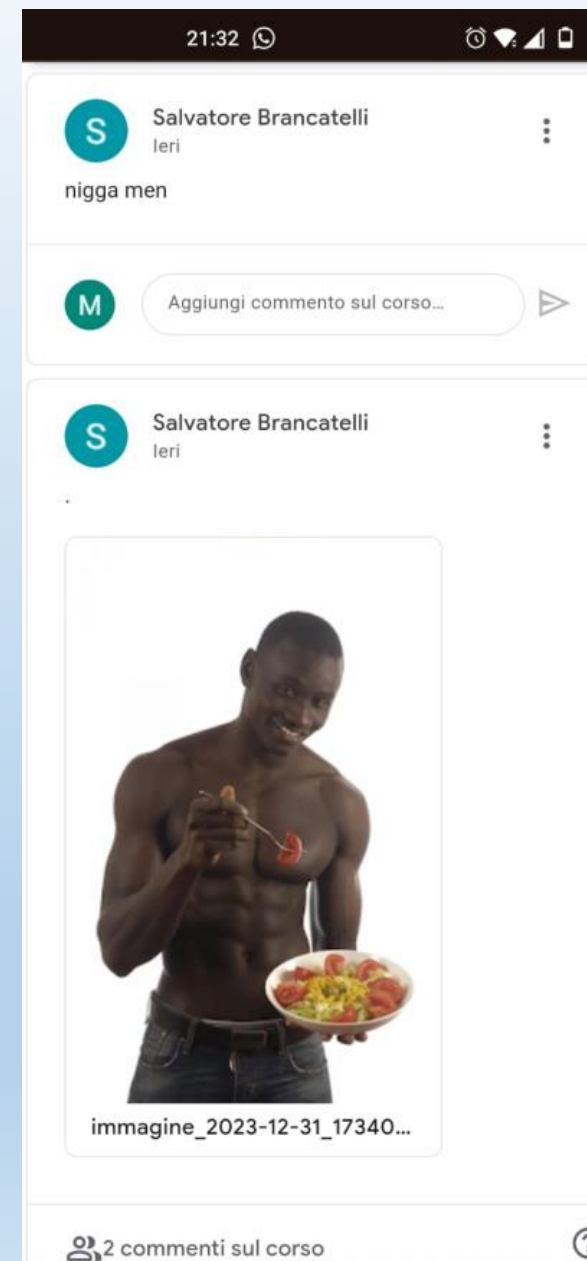 21:32
S
Salvatore Brancatelli
Ieri
nigga men
M
Aggiungi commento sul corso...
S
Salvatore Brancatelli
Ieri
.
immagine_2023-12-31_17340...
2 commenti sul corso